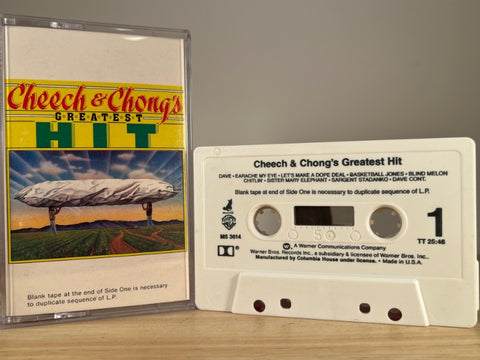 Cheech & Chong's
GREATEST
HIT
Blank tape at the end of Side One is necessary
to duplicate sequence of L.P.
Cheech & Chong's Greatest Hit
DAVE • EARACHE MY EYE • LET'S MAKE A DOPE DEAL • BASKETBALL JONES • BLIND MELON
CHITLIN' • SISTER MARY ELEPHANT • SARGENT STADANKO • DAVE CONT.
Blank tape at end of Side One is necessary to duplicate sequence of L.P.
M5 3614
1
TT 25:46
A Warner Communications Company
Warner Bros. Records Inc., a subsidiary & licensee of Warner Bros. Inc.,
Manufactured by Columbia House under license. • Made in U.S.A.